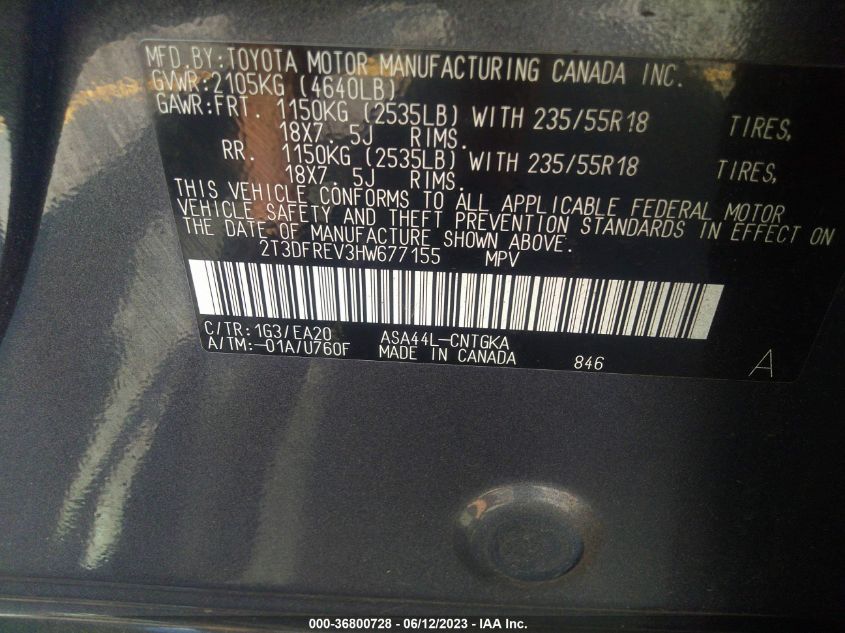 MFD.BY:TOYOTA MOTOR MANUFACTURING CANADA INC.
GVWR:2105KG (4640LB)
GAWR:FRT. 1150KG (2535LB) WITH 235/55R18 TIRES,
18X7. 5J RIMS.
RR. 1150KG (2535LB) WITH 235/55R18 TIRES,
18X7. 5J RIMS.
THIS VEHICLE CONFORMS TO ALL APPLICABLE FEDERAL MOTOR
VEHICLE SAFETY AND THEFT PREVENTION STANDARDS IN EFFECT ON
THE DATE OF MANUFACTURE SHOWN ABOVE.
2T3DFREV3HW677155 MPV
C/TR:1G3/EA20 ASA44L-CNTGKA
A/TM:-01A/U760F MADE IN CANADA 846 A
000-36800728 - 06/12/2023 - IAA Inc.